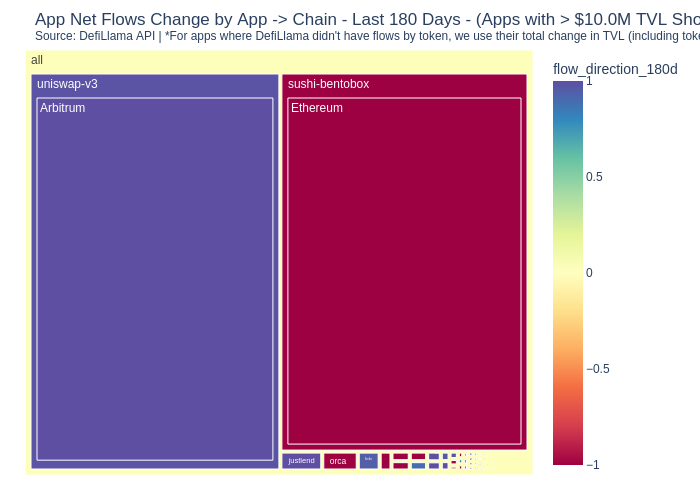 App Net Flows Change by App -> Chain - Last 180 Days - (Apps with > $10.0M TVL Sho
Source: DefiLlama API | *For apps where DefiLlama didn't have flows by token, we use their total change in TVL (including toke
all
uniswap-v3
Arbitrum
sushi-bentobox
Ethereum
justlend
orca
flow_direction_180d
1
0.5
0
−0.5
−1